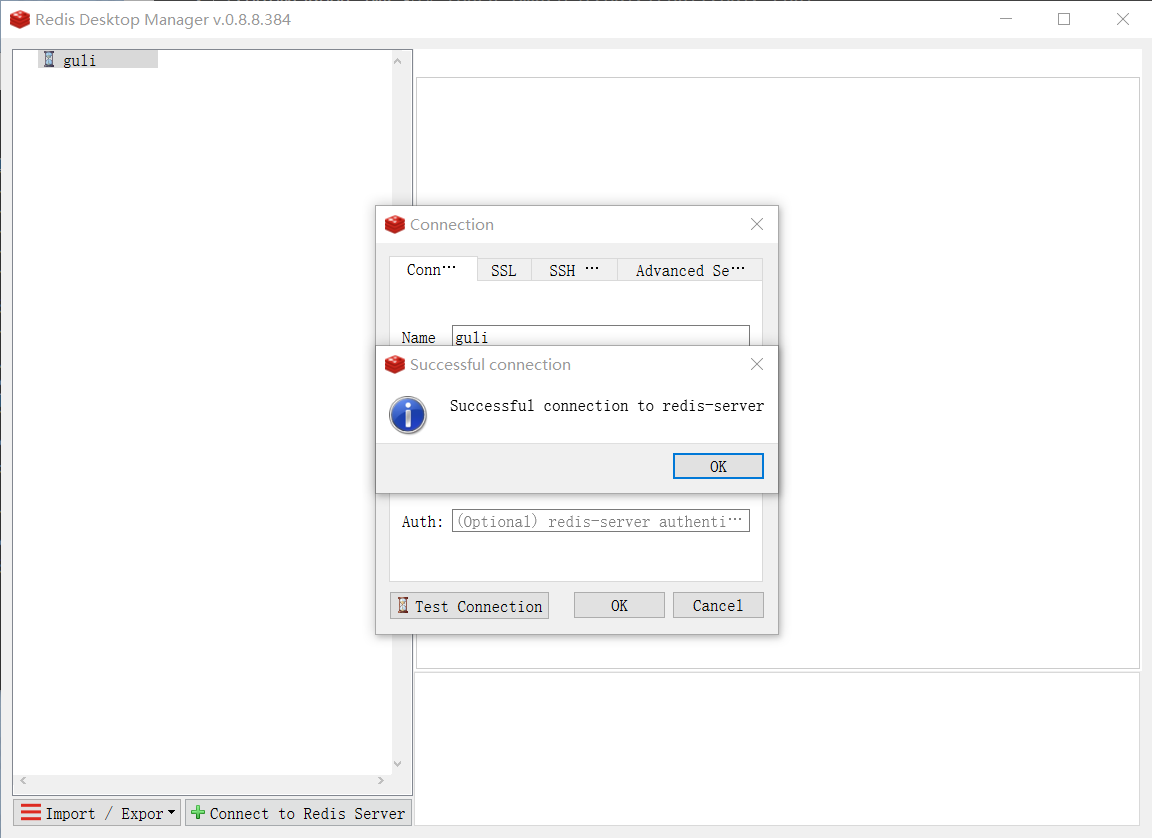 Redis Desktop Manager v.0.8.8.384
guli
Connection
Conn···
SSL
SSH ···
Advanced Se···
Name
guli
Successful connection
Successful connection to redis-server
OK
Auth:
(Optional) redis-server authenti···
Test Connection
OK
Cancel
Import / Expor
Connect to Redis Server